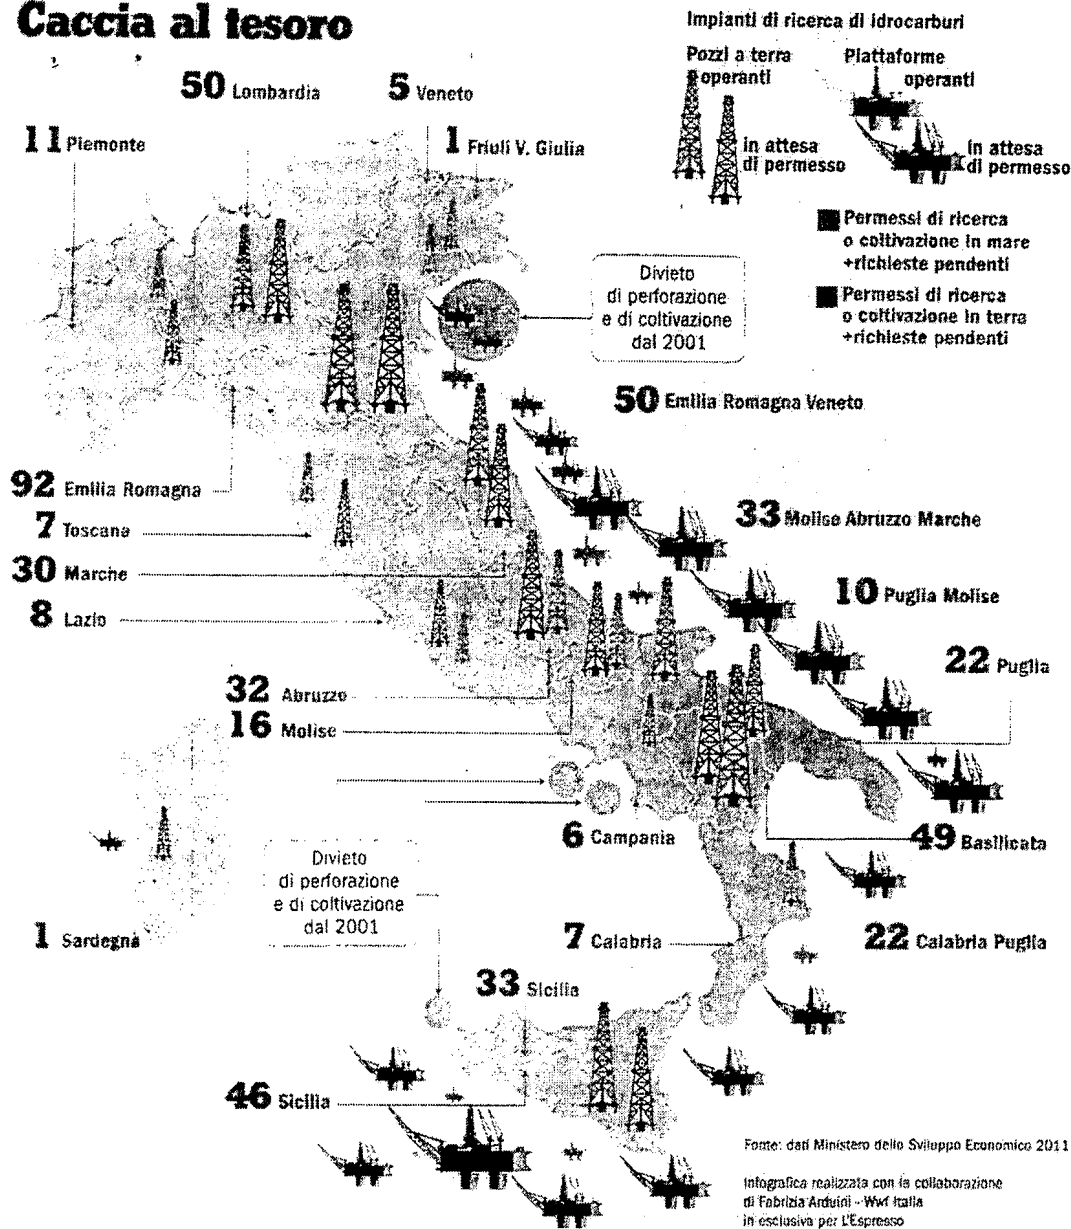 Caccia al tesoro
Impianti di ricerca di idrocarburi
Pozzi a terra
operanti
in attesa
di permesso
Piattaforme
operanti
in attesa
di permesso
Permessi di ricerca
o coltivazione in mare
+richieste pendenti
Permessi di ricerca
o coltivazione in terra
+richieste pendenti
50 Lombardia
5 Veneto
11 Piemonte
1 Friuli V. Giulia
Divieto
di perforazione
e di coltivazione
dal 2001
50 Emilia Romagna Veneto
92 Emilia Romagna
7 Toscana
33 Molise Abruzzo Marche
30 Marche
10 Puglia Molise
8 Lazio
22 Puglia
32 Abruzzo
16 Molise
6 Campania
49 Basilicata
Divieto
di perforazione
e di coltivazione
dal 2001
1 Sardegna
7 Calabria
22 Calabria Puglia
33 Sicilia
46 Sicilia
Fonte: dati Ministero dello Sviluppo Economico 2011
Infografica realizzata con la collaborazione
di Fabrizia Arduini - Wwf Italia
in esclusiva per L'Espresso